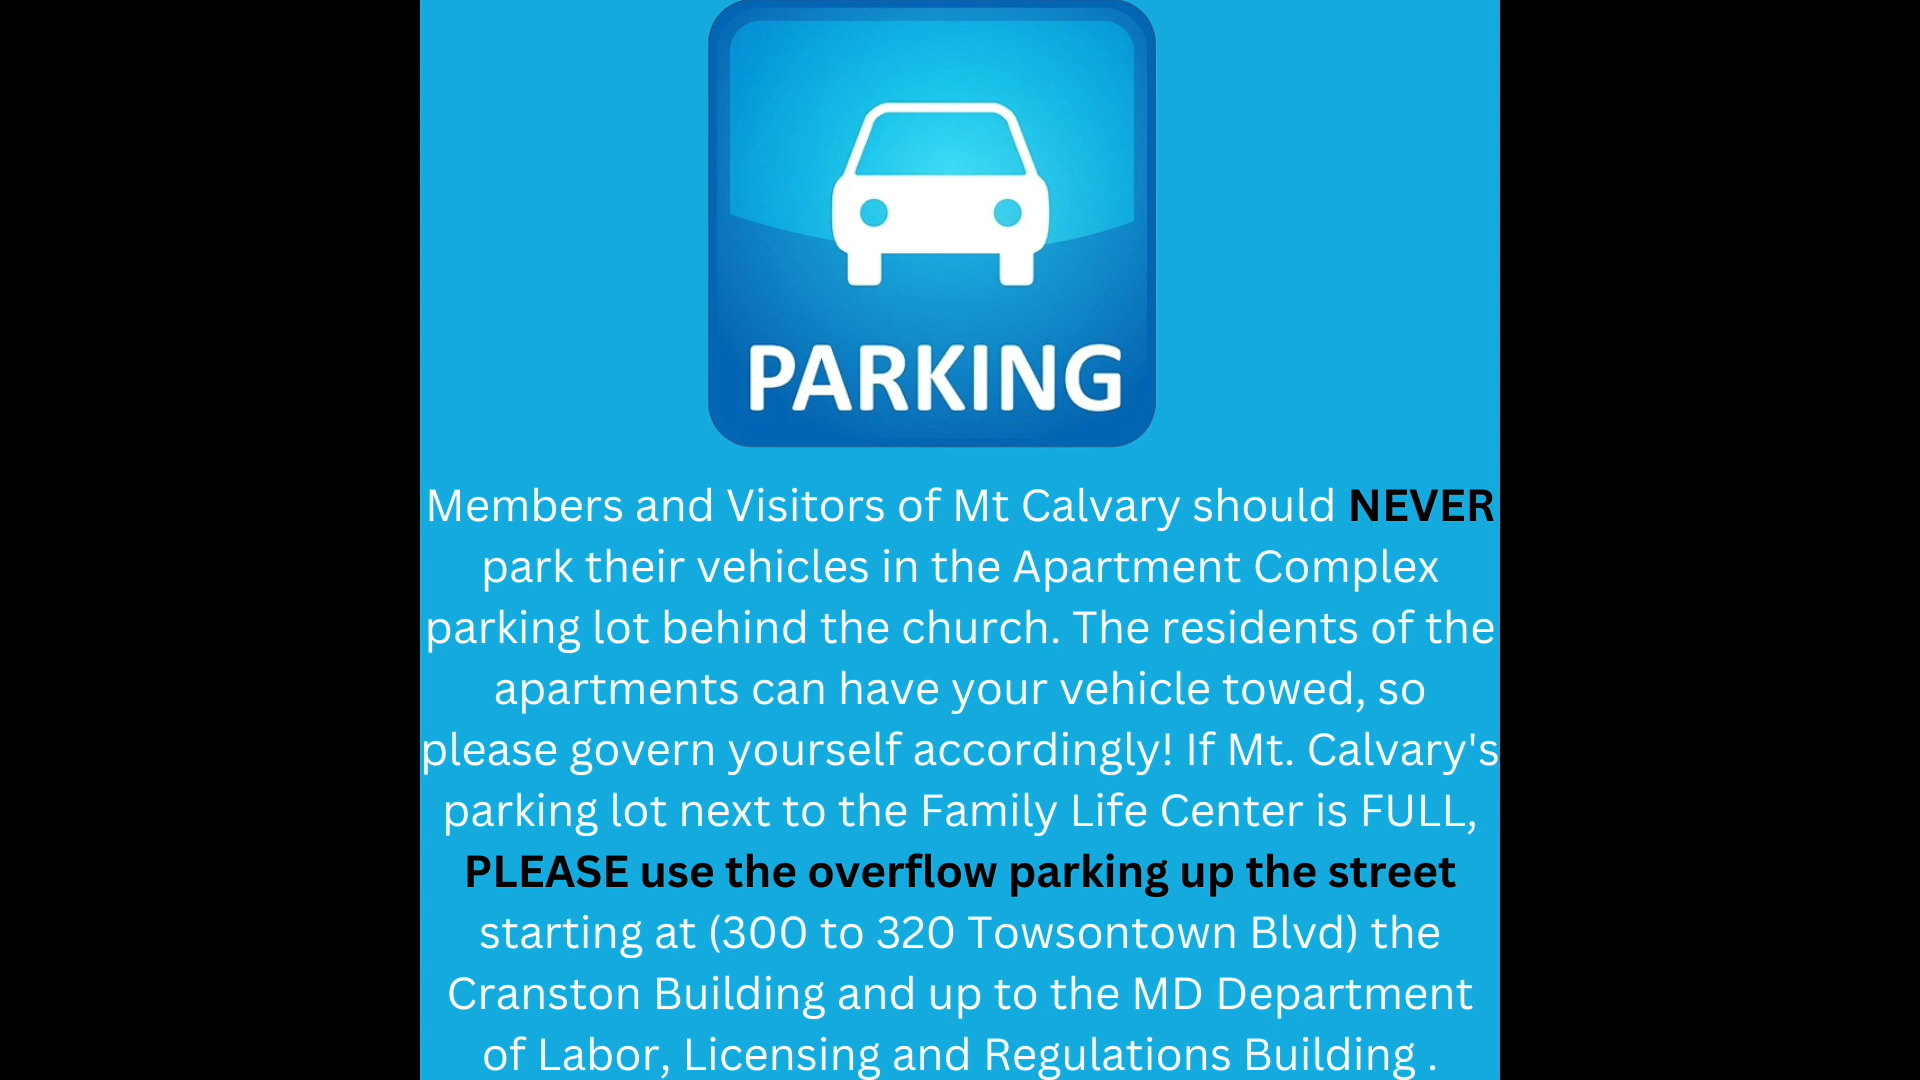 PARKING
Members and Visitors of Mt Calvary should NEVER
park their vehicles in the Apartment Complex
parking lot behind the church. The residents of the
apartments can have your vehicle towed, so
please govern yourself accordingly! If Mt. Calvary's
parking lot next to the Family Life Center is FULL,
PLEASE use the overflow parking up the street
starting at (300 to 320 Towsontown Blvd) the
Cranston Building and up to the MD Department
of Labor, Licensing and Regulations Building .